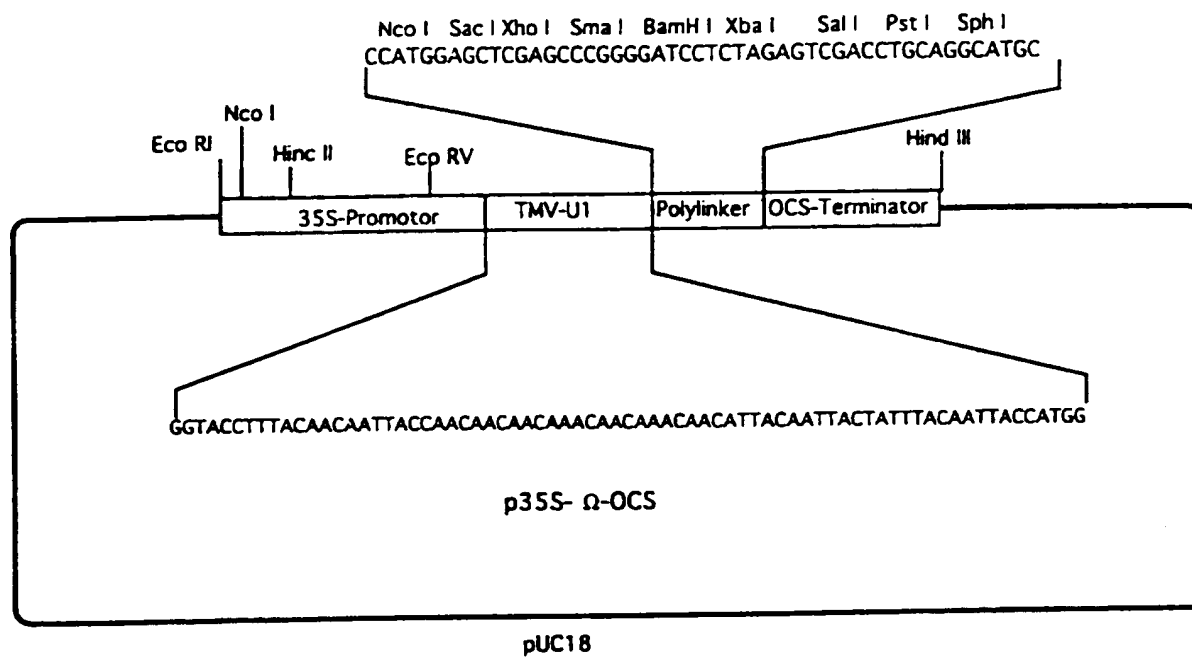 Nco I Sac I Xho I Sma I BamH I Xba I Sal I Pst I Sph I
CCATGGAGCTCGAGCCCGGGGATCCTCTAGAGTCGACCTGCAGGCATGC
Nco I
Eco RI
Hinc II
Eco RV
Hind III
35S-Promotor
TMV-U1
Polylinker
OCS-Terminator
GGTACCTTTACAACAATTACCAACAACAACAAACAACAAACAACATTACAATTACTATTTACAATTACCATGG
p35S- Ω-OCS
pUC18